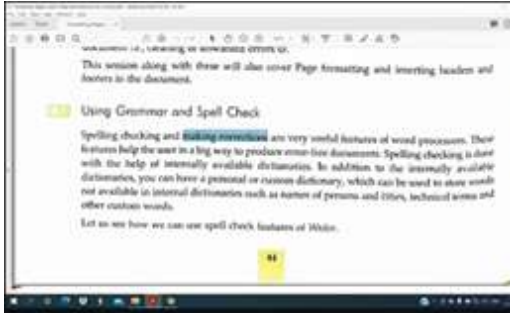 This session along with these will also cover Page formatting and inserting headers and
footers in the document.
Using Grammar and Spell Check
Spelling checking and making corrections are very useful features of word processors. These
features help the user in a big way to produce error-free documents. Spelling checking is done
with the help of internally available dictionaries. In addition to the internally available
dictionaries, you can have a personal or custom dictionary, which can be used to store words
not available in internal dictionaries such as names of persons and cities, technical terms and
other custom words.
Let us see how we can use spell check features of Writer.